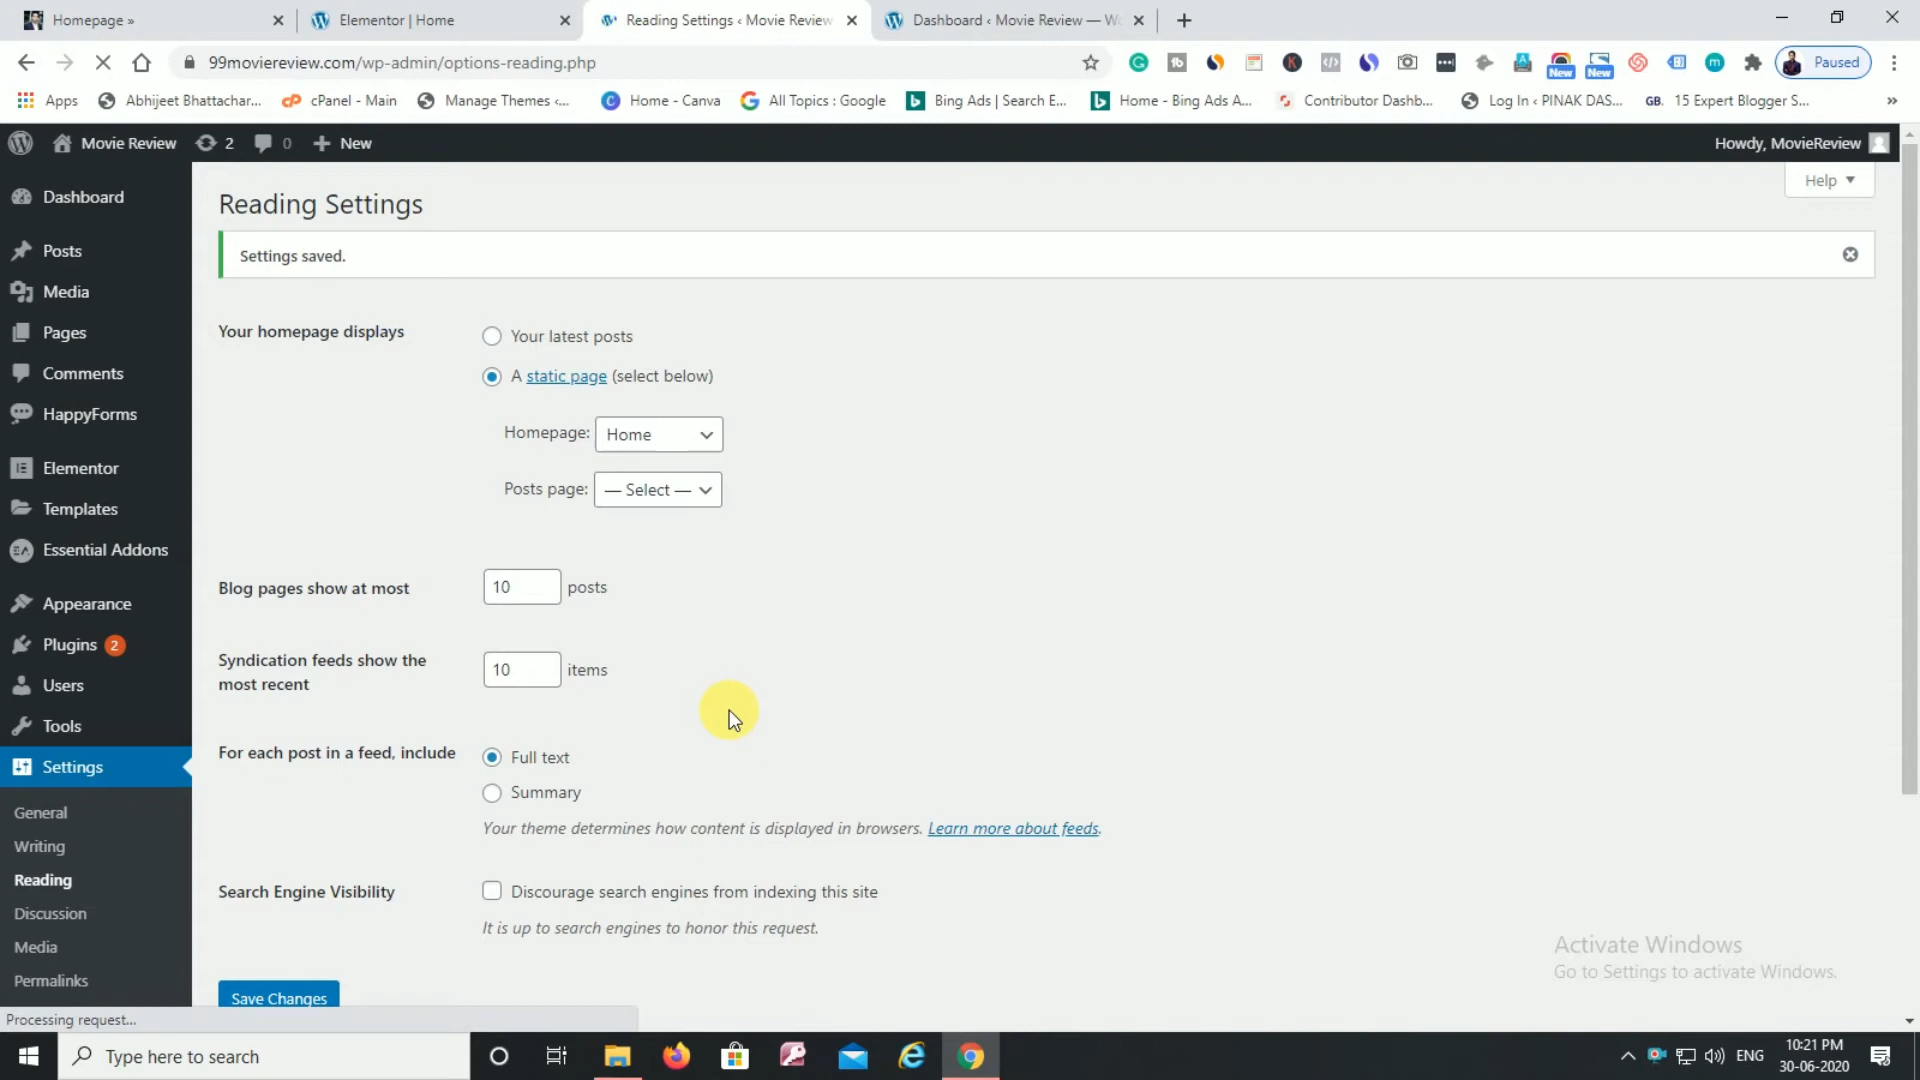 Homepage »
Elementor | Home
Reading Settings ‹ Movie Review
Dashboard ‹ Movie Review — Wo
99moviereview.com/wp-admin/options-reading.php
New
New
Paused
Apps
Abhijeet Bhattachar...
cPanel - Main
Manage Themes ‹...
Home - Canva
All Topics : Google
Bing Ads | Search E...
Home - Bing Ads A...
Contributor Dashb...
Log In ‹ PINAK DAS...
GB. 15 Expert Blogger S...
»
Movie Review
2
0
New
Howdy, MovieReview
Help
Dashboard
Posts
Media
Pages
Comments
HappyForms
Elementor
Templates
Essential Addons
Appearance
Plugins 2
Users
Tools
Settings
General
Writing
Reading
Discussion
Media
Permalinks
Reading Settings
Settings saved.
Your homepage displays
Your latest posts
A static page (select below)
Homepage: Home
Posts page: — Select —
Blog pages show at most
10 posts
Syndication feeds show the
most recent
10 items
For each post in a feed, include
Full text
Summary
Your theme determines how content is displayed in browsers. Learn more about feeds.
Search Engine Visibility
Discourage search engines from indexing this site
It is up to search engines to honor this request.
Save Changes
Activate Windows
Go to Settings to activate Windows.
Processing request...
Type here to search
ENG
10:21 PM
30-06-2020